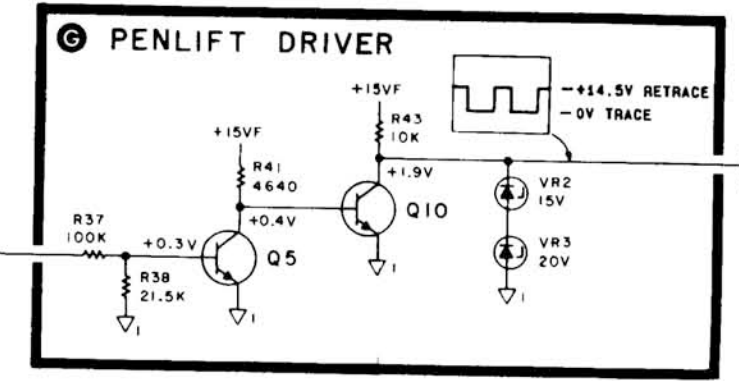 G PENLIFT DRIVER
+15VF
R43
10K
-+14.5V RETRACE
-0V TRACE
+15VF
R41
4640
+1.9V
Q10
VR2
15V
R37
100K
+0.3V
+0.4V
Q5
R38
21.5K
VR3
20V
1
1
1
1